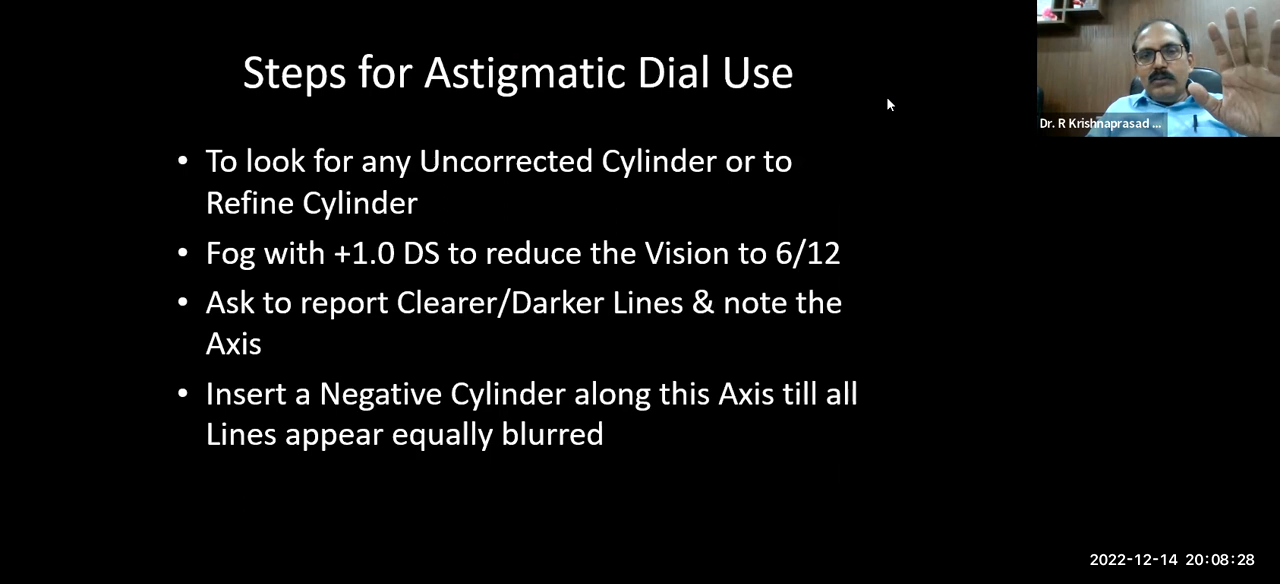 Steps for Astigmatic Dial Use
Dr. R Krishnaprasad ...
• To look for any Uncorrected Cylinder or to
Refine Cylinder
• Fog with +1.0 DS to reduce the Vision to 6/12
• Ask to report Clearer/Darker Lines & note the
Axis
• Insert a Negative Cylinder along this Axis till all
Lines appear equally blurred
2022-12-14 20:08:28